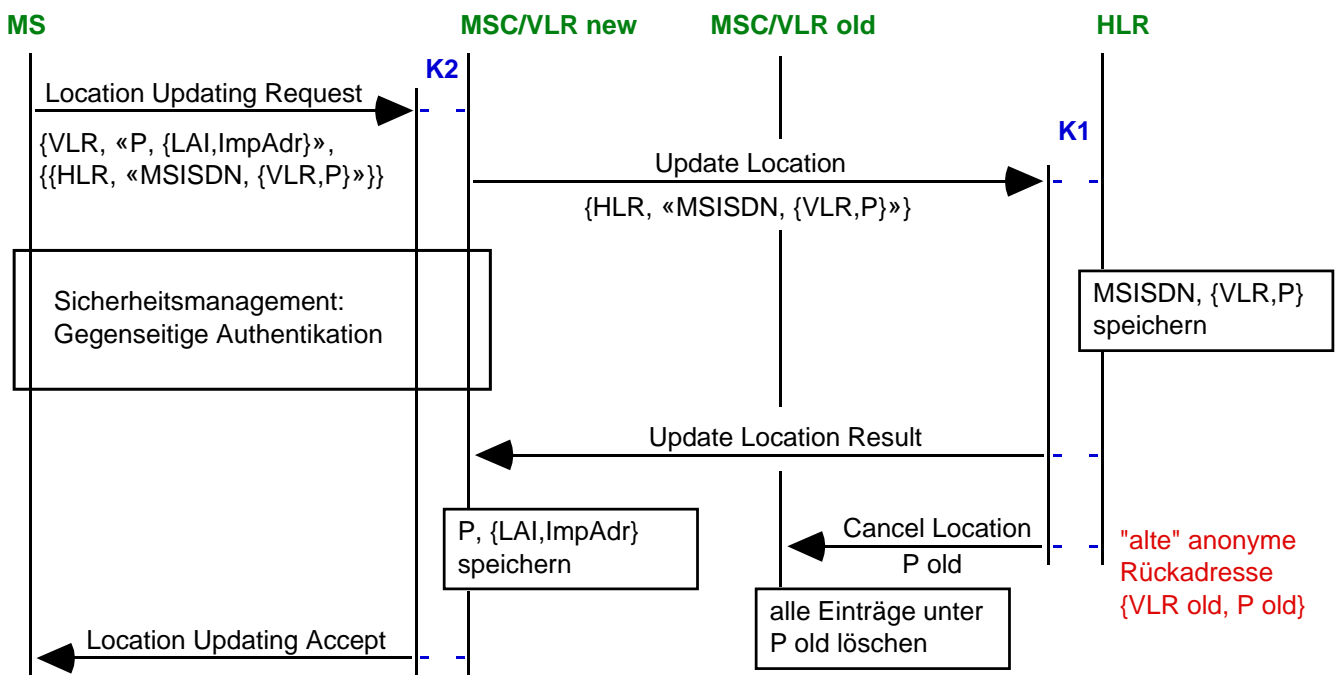 MS
MSC/VLR new
MSC/VLR old
HLR
K2
Location Updating Request
{VLR, «P, {LAI,ImpAdr}»,
{{HLR, «MSISDN, {VLR,P}»}}
K1
Update Location
{HLR, «MSISDN, {VLR,P}»}
Sicherheitsmanagement:
Gegenseitige Authentikation
MSISDN, {VLR,P}
speichern
Update Location Result
P, {LAI,ImpAdr}
speichern
Cancel Location
P old
"alte" anonyme
Rückadresse
{VLR old, P old}
alle Einträge unter
P old löschen
Location Updating Accept